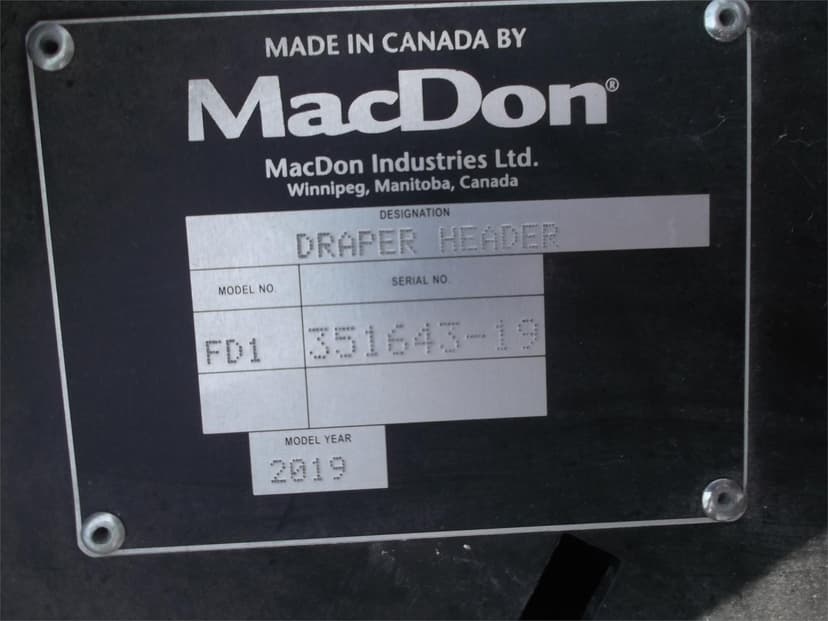 MADE IN CANADA BY
MacDon®
MacDon Industries Ltd.
Winnipeg, Manitoba, Canada
DESIGNATION
DRAPER HEADER
MODEL NO. SERIAL NO.
FD1 351643-19
MODEL YEAR
2019